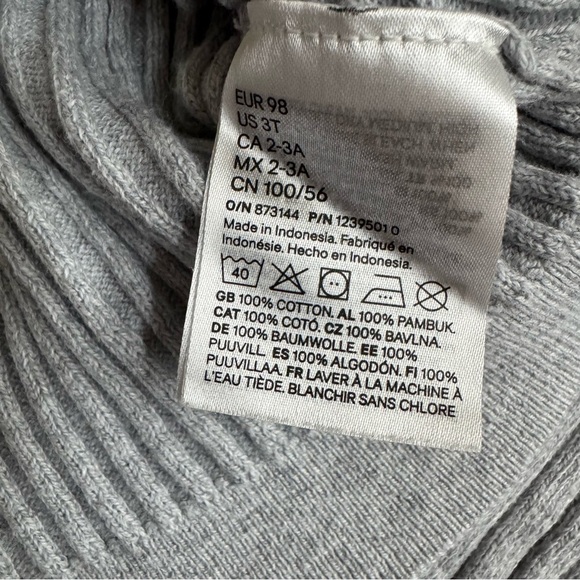 EUR 98
US 3T
CA 2-3A
MX 2-3A
CN 100/56
O/N 873144 P/N 1239501 0
Made in Indonesia. Fabriqué en
Indonésie. Hecho en Indonesia.
40
GB 100% COTTON. AL 100% PAMBUK.
CAT 100% COTÓ. CZ 100% BAVLNA.
DE 100% BAUMWOLLE. EE 100%
PUUVILL. ES 100% ALGODÓN. FI 100%
PUUVILLAA. FR LAVER À LA MACHINE À
L'EAU TIÈDE. BLANCHIR SANS CHLORE